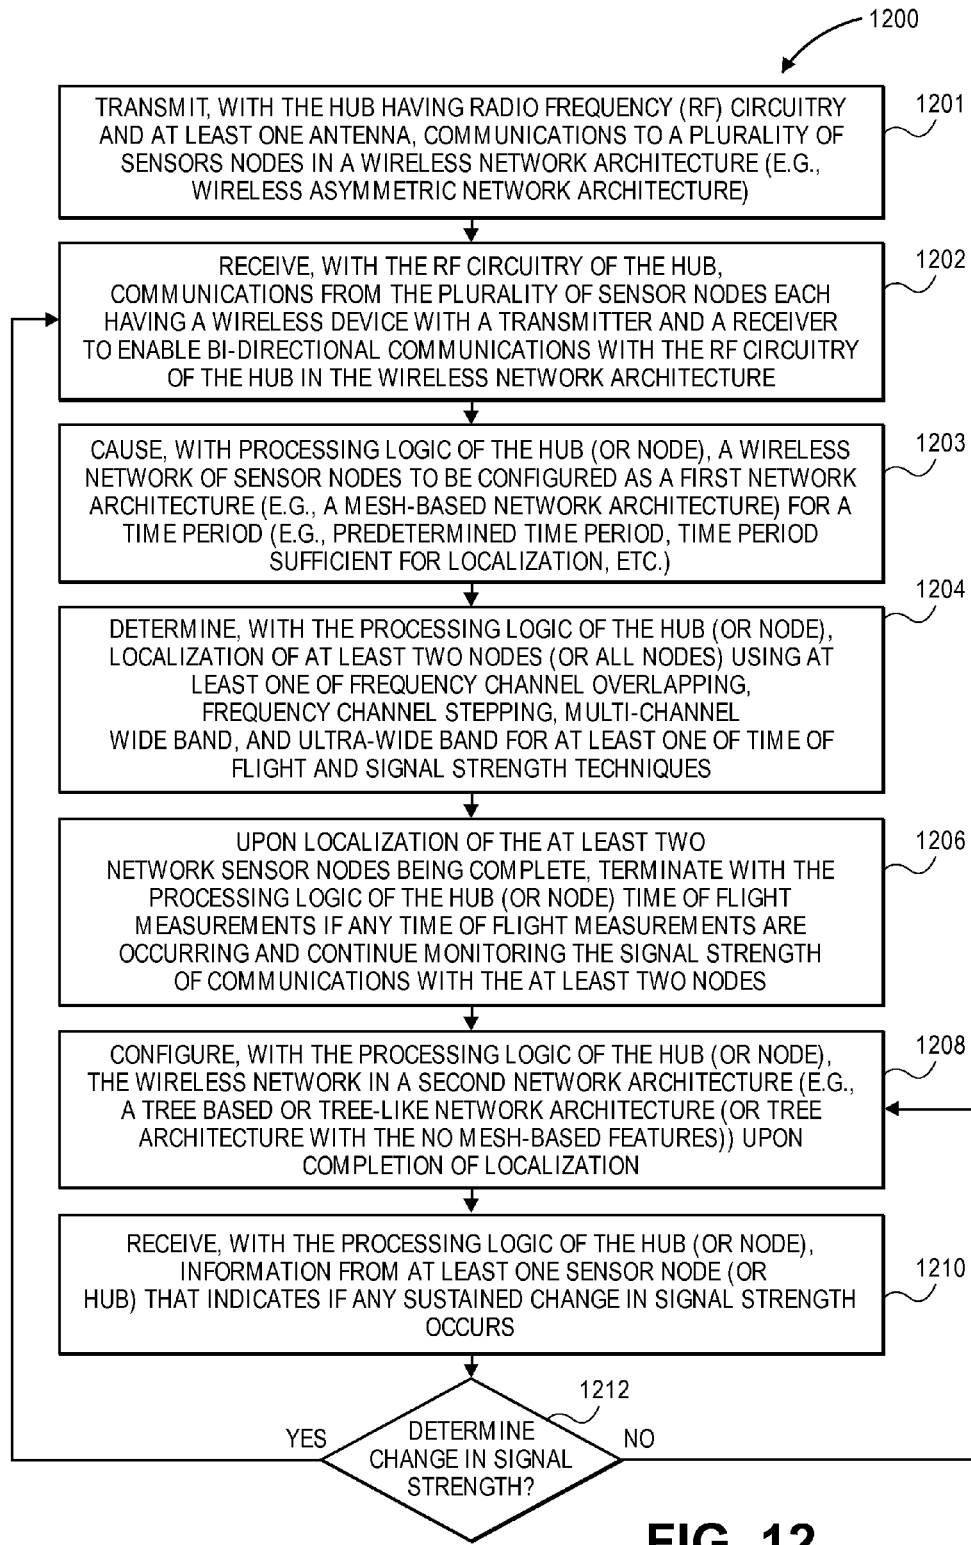 1200
TRANSMIT, WITH THE HUB HAVING RADIO FREQUENCY (RF) CIRCUITRY
AND AT LEAST ONE ANTENNA, COMMUNICATIONS TO A PLURALITY OF
SENSORS NODES IN A WIRELESS NETWORK ARCHITECTURE (E.G.,
WIRELESS ASYMMETRIC NETWORK ARCHITECTURE)
1201
RECEIVE, WITH THE RF CIRCUITRY OF THE HUB,
COMMUNICATIONS FROM THE PLURALITY OF SENSOR NODES EACH
HAVING A WIRELESS DEVICE WITH A TRANSMITTER AND A RECEIVER
TO ENABLE BI-DIRECTIONAL COMMUNICATIONS WITH THE RF CIRCUITRY
OF THE HUB IN THE WIRELESS NETWORK ARCHITECTURE
1202
CAUSE, WITH PROCESSING LOGIC OF THE HUB (OR NODE), A WIRELESS
NETWORK OF SENSOR NODES TO BE CONFIGURED AS A FIRST NETWORK
ARCHITECTURE (E.G., A MESH-BASED NETWORK ARCHITECTURE) FOR A
TIME PERIOD (E.G., PREDETERMINED TIME PERIOD, TIME PERIOD
SUFFICIENT FOR LOCALIZATION, ETC.)
1203
DETERMINE, WITH THE PROCESSING LOGIC OF THE HUB (OR NODE),
LOCALIZATION OF AT LEAST TWO NODES (OR ALL NODES) USING AT
LEAST ONE OF FREQUENCY CHANNEL OVERLAPPING,
FREQUENCY CHANNEL STEPPING, MULTI-CHANNEL
WIDE BAND, AND ULTRA-WIDE BAND FOR AT LEAST ONE OF TIME OF
FLIGHT AND SIGNAL STRENGTH TECHNIQUES
1204
UPON LOCALIZATION OF THE AT LEAST TWO
NETWORK SENSOR NODES BEING COMPLETE, TERMINATE WITH THE
PROCESSING LOGIC OF THE HUB (OR NODE) TIME OF FLIGHT
MEASUREMENTS IF ANY TIME OF FLIGHT MEASUREMENTS ARE
OCCURRING AND CONTINUE MONITORING THE SIGNAL STRENGTH
OF COMMUNICATIONS WITH THE AT LEAST TWO NODES
1206
CONFIGURE, WITH THE PROCESSING LOGIC OF THE HUB (OR NODE),
THE WIRELESS NETWORK IN A SECOND NETWORK ARCHITECTURE (E.G.,
A TREE BASED OR TREE-LIKE NETWORK ARCHITECTURE (OR TREE
ARCHITECTURE WITH THE NO MESH-BASED FEATURES)) UPON
COMPLETION OF LOCALIZATION
1208
RECEIVE, WITH THE PROCESSING LOGIC OF THE HUB (OR NODE),
INFORMATION FROM AT LEAST ONE SENSOR NODE (OR
HUB) THAT INDICATES IF ANY SUSTAINED CHANGE IN SIGNAL STRENGTH
OCCURS
1210
1212
YES
DETERMINE
CHANGE IN SIGNAL
STRENGTH?
NO
FIG. 12